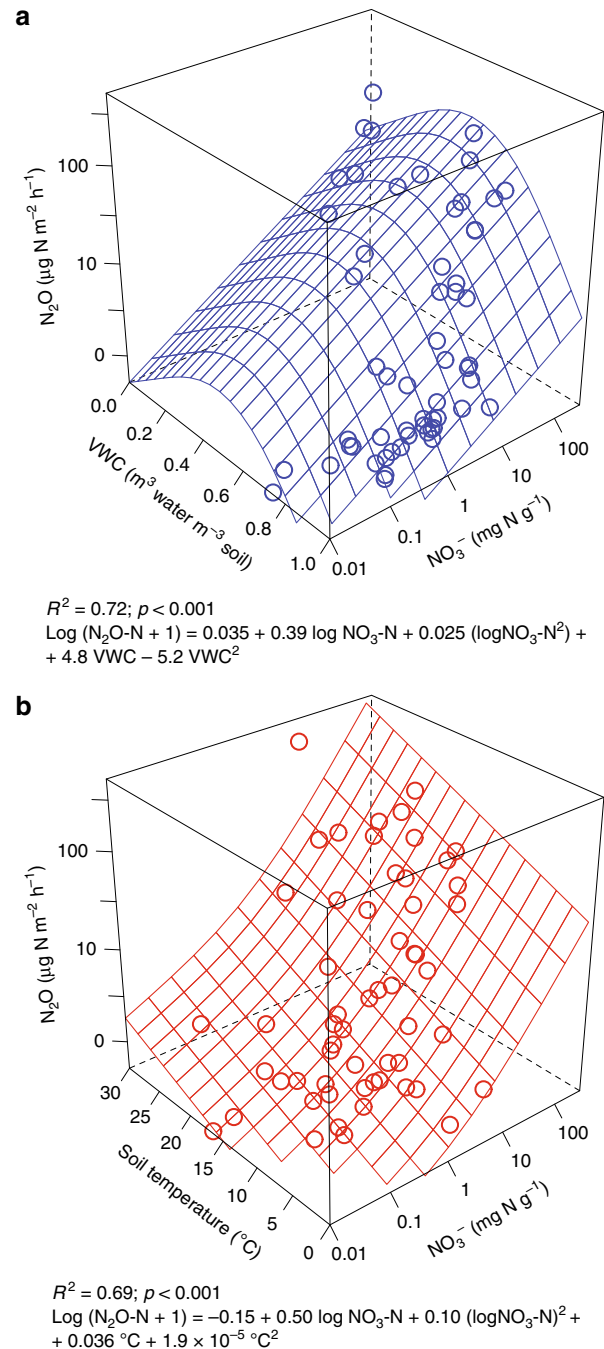 a
N₂O (µg N m⁻² h⁻¹)
100
10
0
0.0
0.2
0.4
0.6
0.8
1.0
VWC (m³ water m⁻³ soil)
0.01
0.1
1
10
100
NO₃⁻ (mg N g⁻¹)
R² = 0.72; p < 0.001
Log (N₂O-N + 1) = 0.035 + 0.39 log NO₃-N + 0.025 (logNO₃-N²) +
+ 4.8 VWC – 5.2 VWC²
b
N₂O (µg N m⁻² h⁻¹)
100
10
0
30
25
20
15
10
5
0
Soil temperature (°C)
0.01
0.1
1
10
100
NO₃⁻ (mg N g⁻¹)
R² = 0.69; p < 0.001
Log (N₂O-N + 1) = –0.15 + 0.50 log NO₃-N + 0.10 (logNO₃-N)² +
+ 0.036 °C + 1.9 × 10⁻⁵ °C²